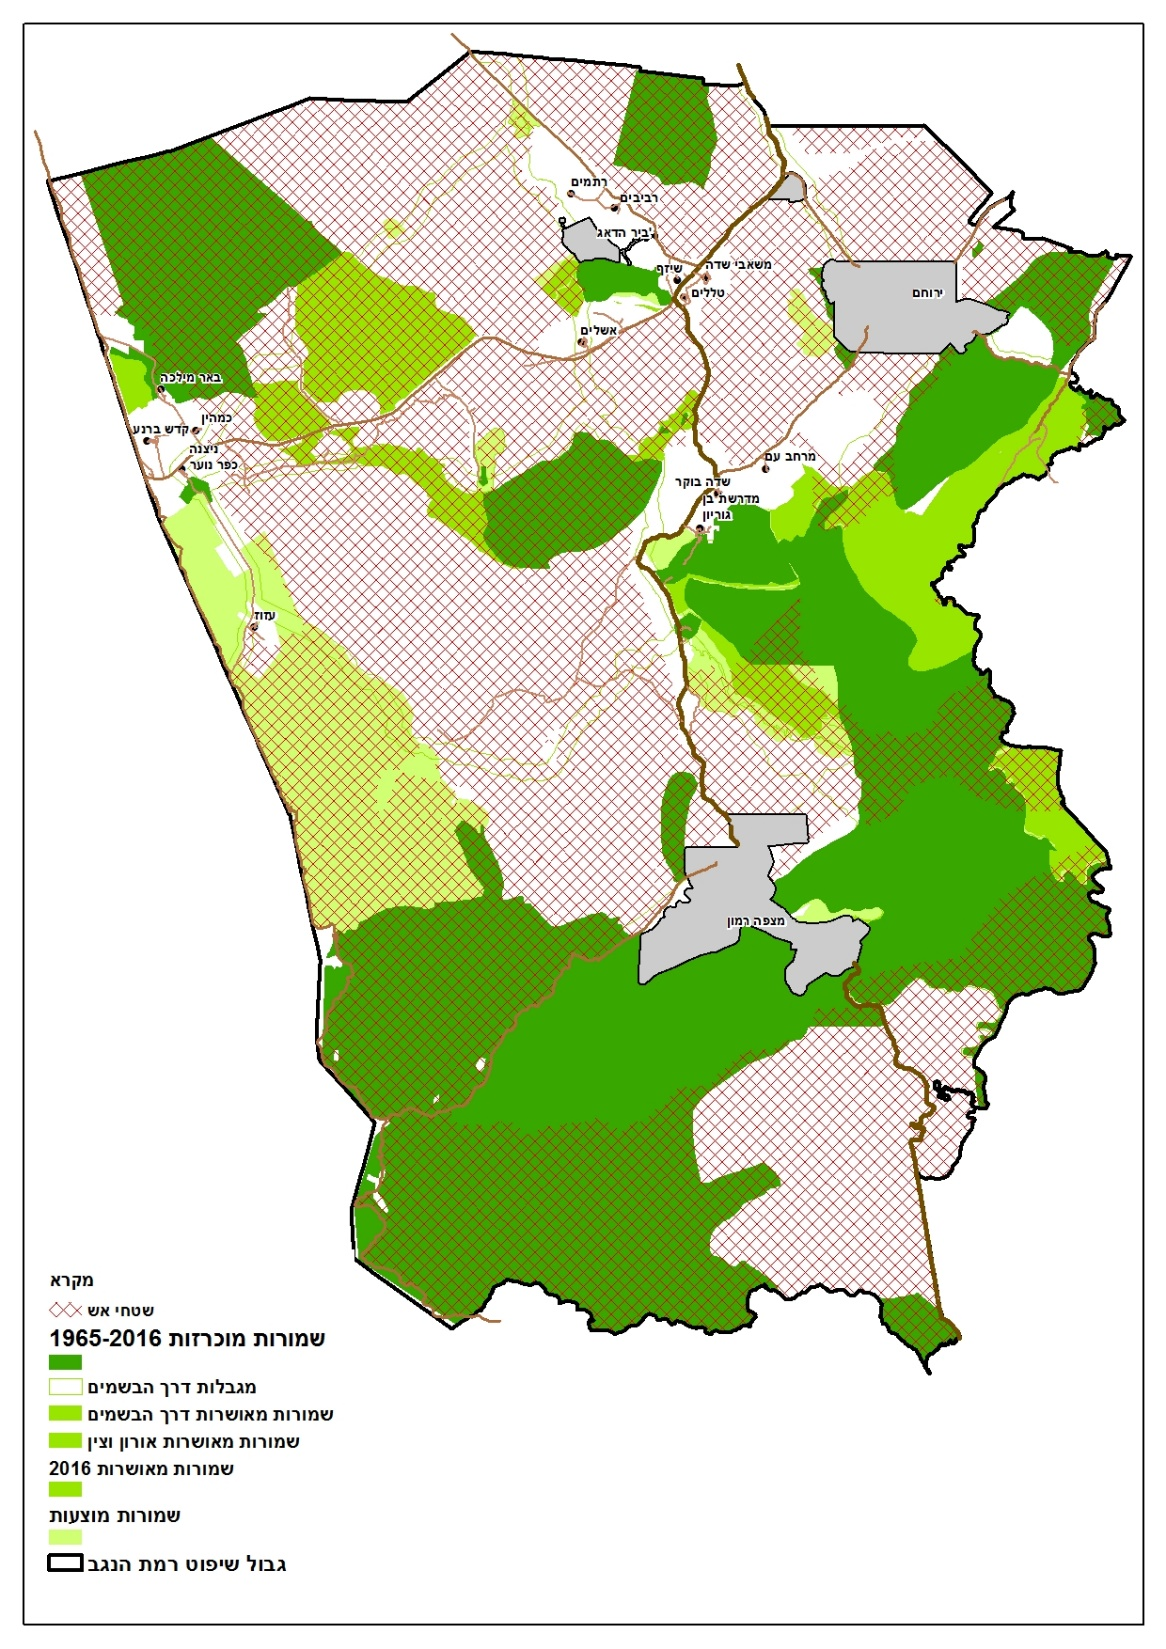 רתמים
רביבים
ביר הדאג'
משאבי שדה
שיזף
טללים
ירוחם
אשלים
באר מילכה
כמהין
קדש ברנע
ניצנה
כפר נוער
מרחב עם
שדה בוקר
מדרשת בן
גוריון
עזוז
מצפה רמון
מקרא
שטחי אש
שמורות מוכרזות 1965-2016
מגבלות דרך הבשמים
שמורות מאושרות דרך הבשמים
שמורות מאושרות אורון וצין
שמורות מאושרות 2016
שמורות מוצעות
גבול שיפוט רמת הנגב